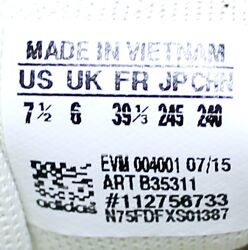 MADE IN VIETNAM
US UK FR JP CHN
7½ 6 39⅓ 245 240
EVM 004001 07/15
ART B35311
adidas #112756733
N75FDFXS01387